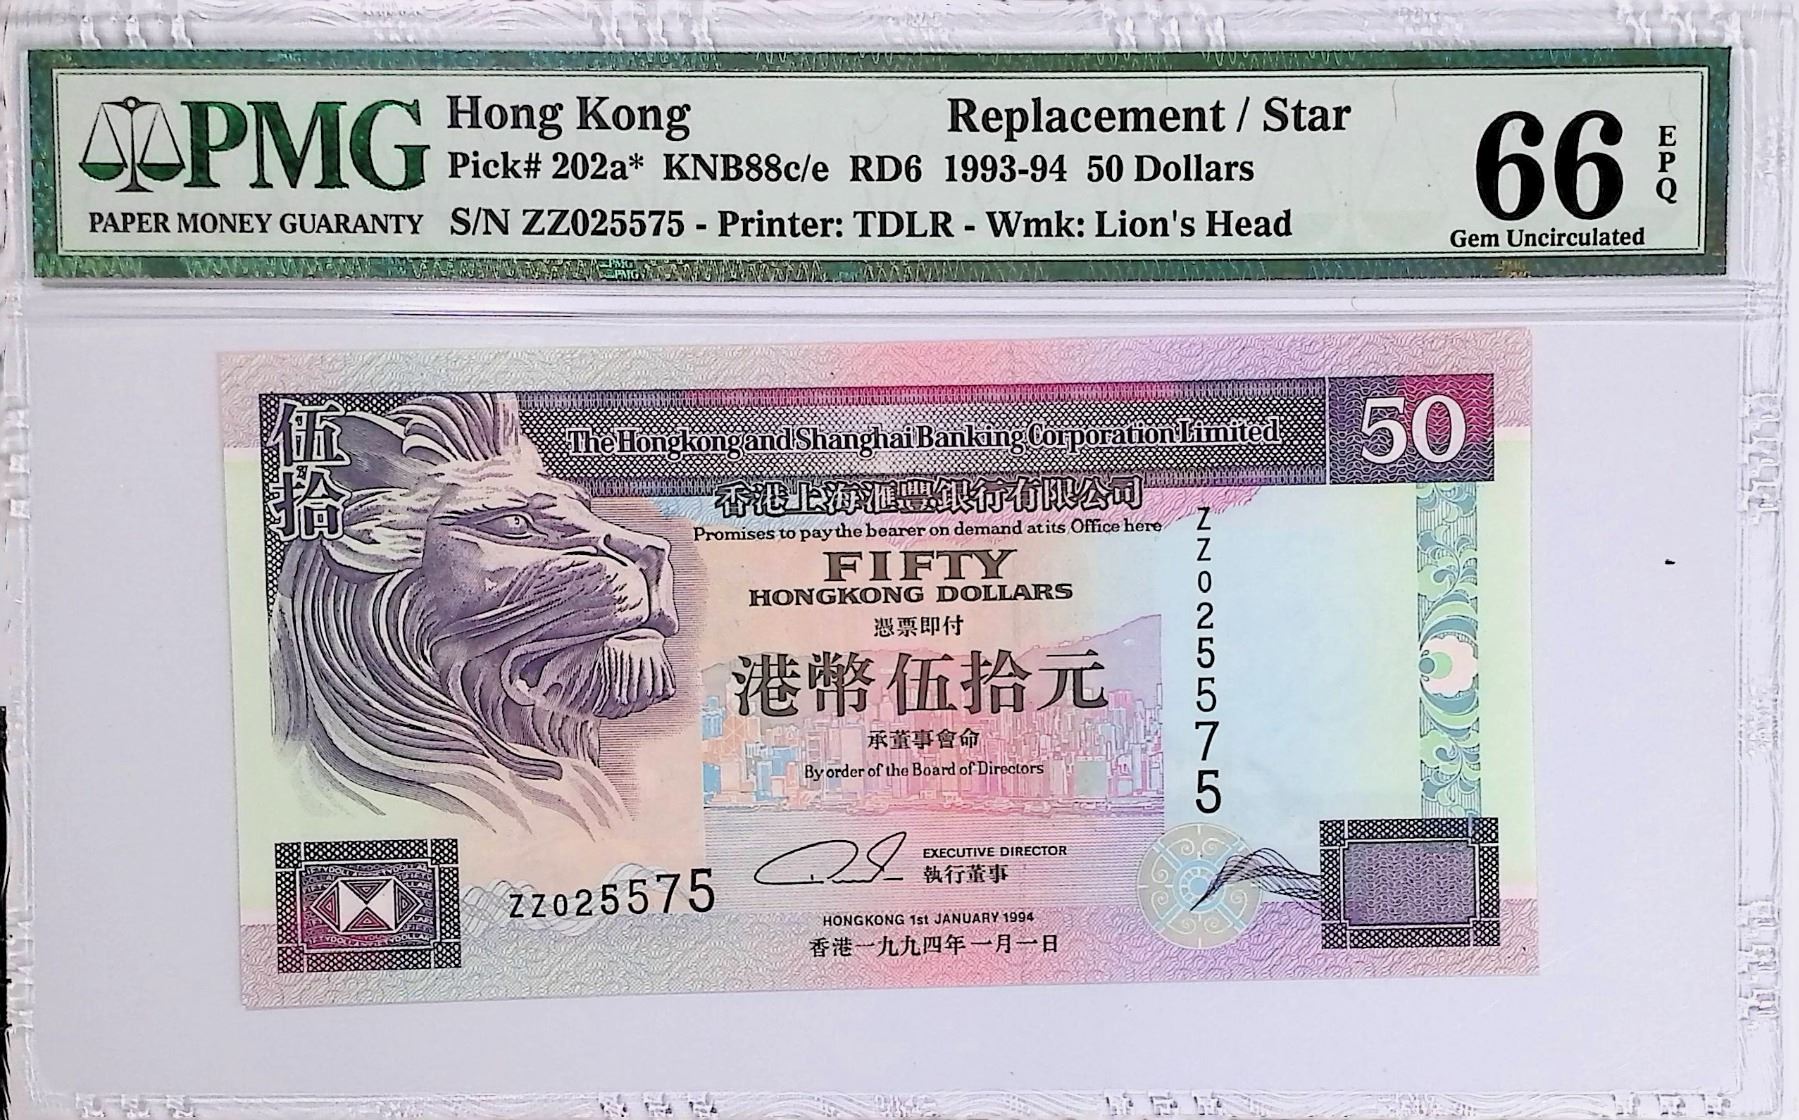 PMG
PAPER MONEY GUARANTY
Hong Kong Replacement / Star
Pick# 202a* KNB88c/e RD6 1993-94 50 Dollars
S/N ZZ025575 - Printer: TDLR - Wmk: Lion's Head
66
EPQ
Gem Uncirculated
伍拾
The Hongkong and Shanghai Banking Corporation Limited
50
香港上海滙豐銀行有限公司
Promises to pay the bearer on demand at its Office here
FIFTY
HONGKONG DOLLARS
憑票即付
港幣伍拾元
承董事會命
By order of the Board of Directors
ZZ025575
EXECUTIVE DIRECTOR
執行董事
ZZ025575
HONGKONG 1st JANUARY 1994
香港一九九四年一月一日